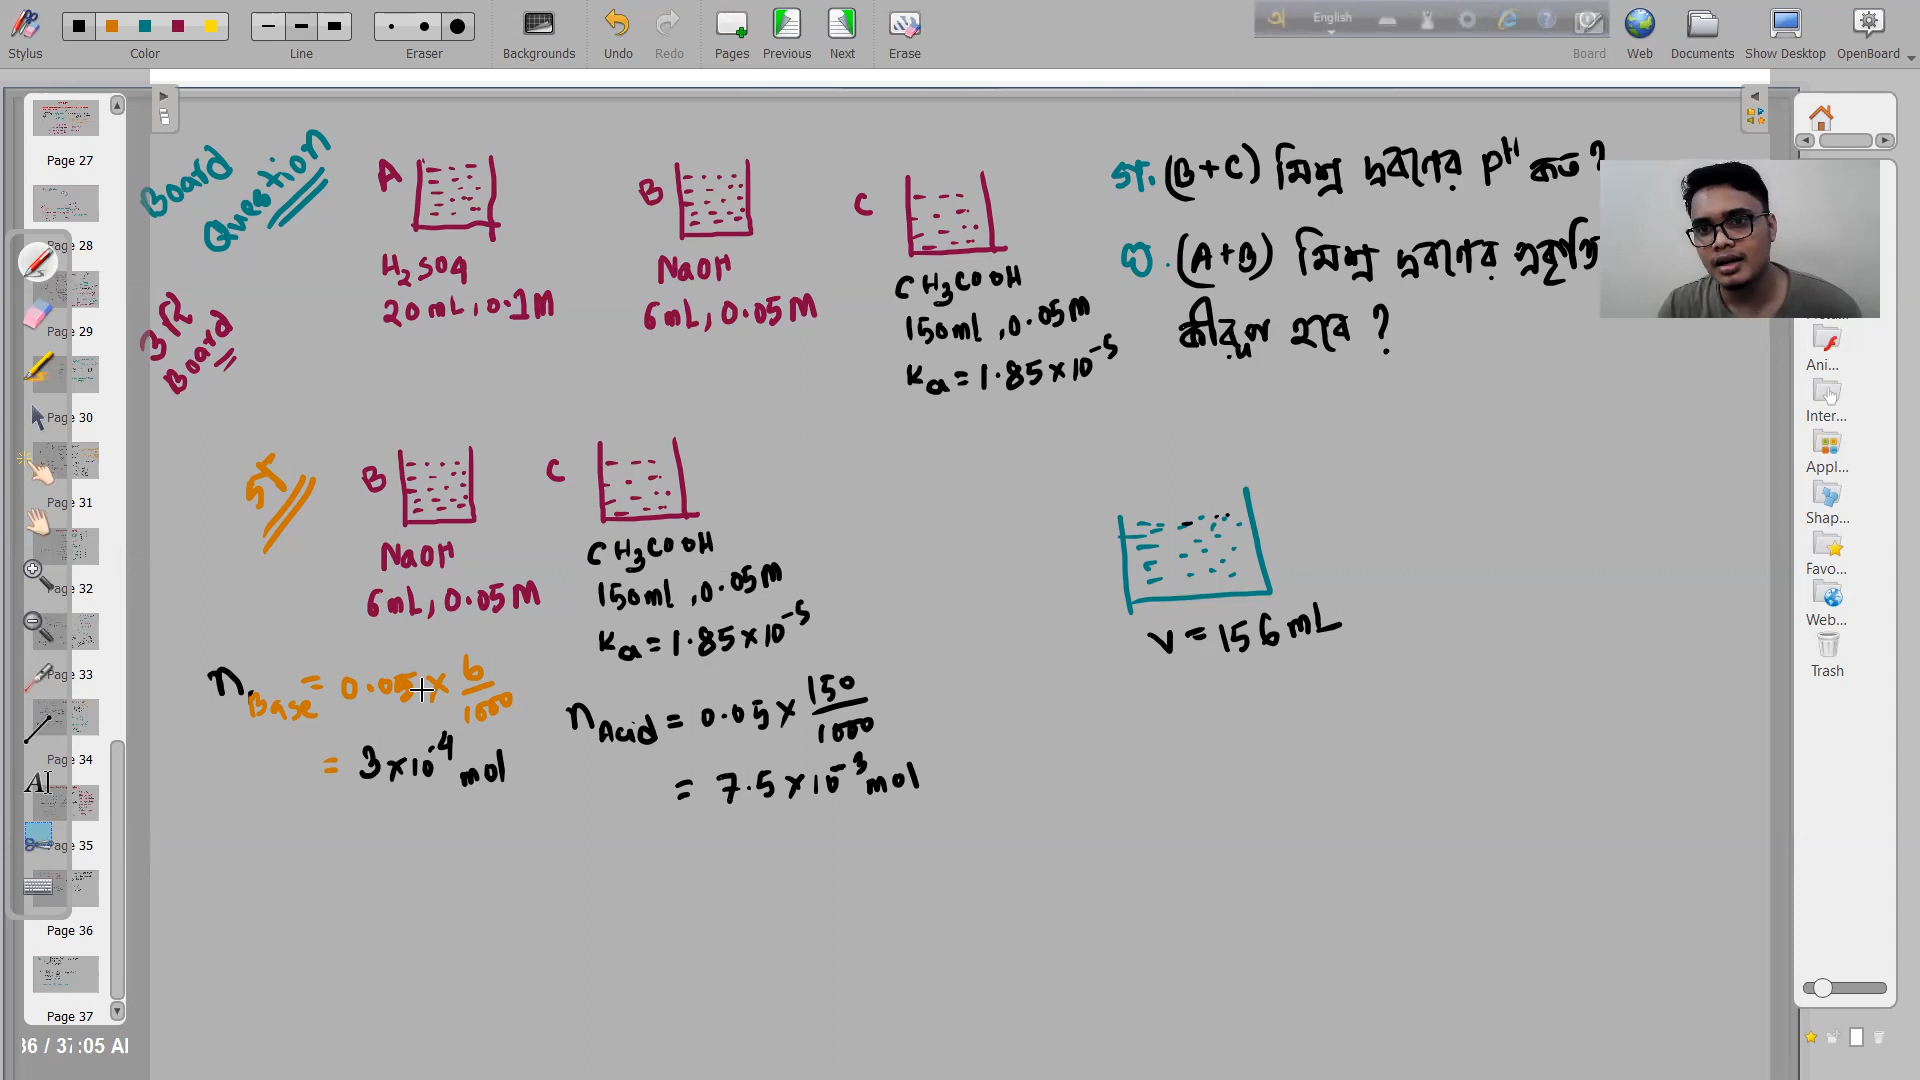 Stylus
Color
Line
Eraser
Backgrounds
Undo
Redo
Pages
Previous
Next
Erase
English
Board
Web
Documents
Show Desktop
OpenBoard
Page 27
Page 28
Page 29
Page 30
Page 31
Page 32
Page 33
Page 34
Page 35
Page 36
Page 37
Board
Question
Board
A
H₂SO4
20 mL, 0.1M
B
NaOH
6mL, 0.05M
C
CH₃COOH
150ml, 0.05M
Ka = 1.85×10⁻⁵
গ. (B+C) মিশ্র দ্রবণের pH কত?
ঘ. (A+B) মিশ্র দ্রবণের প্রকৃতি
কীরূপ হবে ?
গ
B
NaOH
6mL, 0.05M
C
CH₃COOH
150ml, 0.05M
Ka = 1.85×10⁻⁵
V = 156 mL
nBase = 0.05 × 6/1000
= 3×10⁻⁴ mol
nAcid = 0.05 × 150/1000
= 7.5×10⁻³ mol
Ani...
Inter...
Appl...
Shap...
Favo...
Web...
Trash